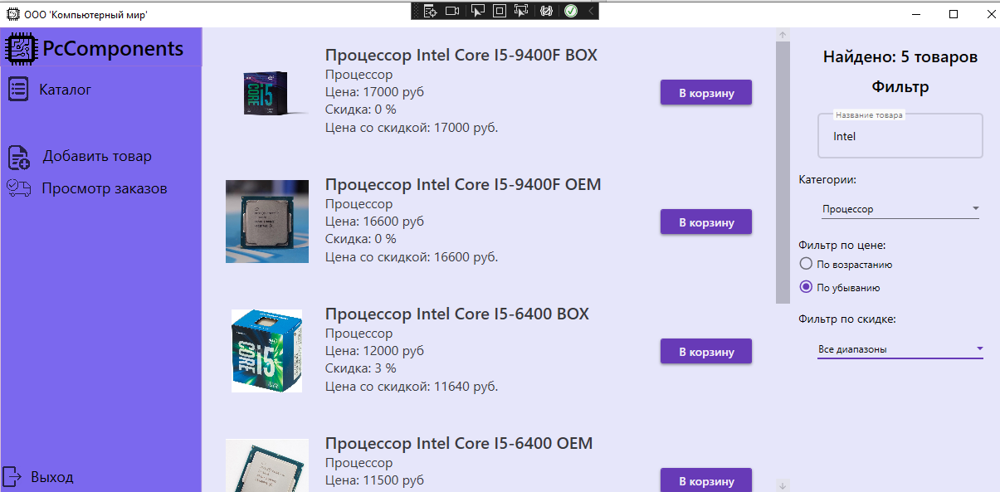 ООО 'Компьютерный мир'
PcComponents
Каталог
Добавить товар
Просмотр заказов
Выход
Процессор Intel Core I5-9400F BOX
Процессор
Цена: 17000 руб
Скидка: 0 %
Цена со скидкой: 17000 руб.
В корзину
Процессор Intel Core I5-9400F OEM
Процессор
Цена: 16600 руб
Скидка: 0 %
Цена со скидкой: 16600 руб.
В корзину
Процессор Intel Core I5-6400 BOX
Процессор
Цена: 12000 руб
Скидка: 3 %
Цена со скидкой: 11640 руб.
В корзину
Процессор Intel Core I5-6400 OEM
Процессор
Цена: 11500 руб
В корзину
CORE i5
CORE i5
Найдено: 5 товаров
Фильтр
Название товара
Intel
Категории:
Процессор
Фильтр по цене:
По возрастанию
По убыванию
Фильтр по скидке:
Все диапазоны